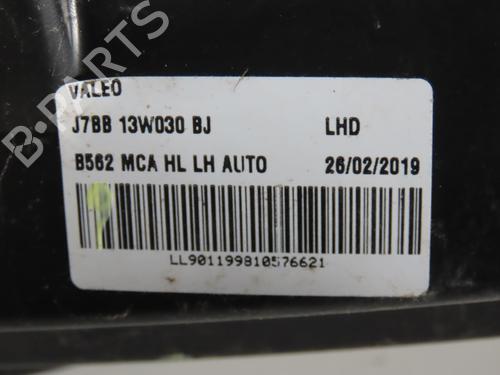 VALEO
J7BB 13W030 BJ LHD
B562 MCA HL LH AUTO 26/02/2019
LL901199810576621
B-PARTS